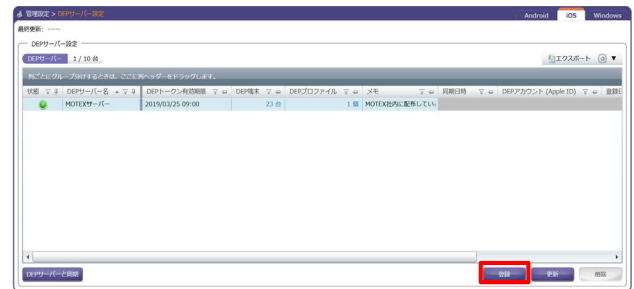 管理設定 > DEPサーバー設定
Android iOS Windows
最終更新: -----
DEPサーバー設定
DEPサーバー 1 / 10 台
エクスポート
列ごとにグループ分けするときは、ここに列ヘッダーをドラッグします。
状態 DEPサーバー名 DEPトークン有効期限 DEP端末 DEPプロファイル メモ 同期日時 DEPアカウント (Apple ID) 登録日
MOTEXサーバー 2019/03/25 09:00 23 台 1 個 MOTEX社内に配布してい
DEPサーバーと同期
登録 更新 削除